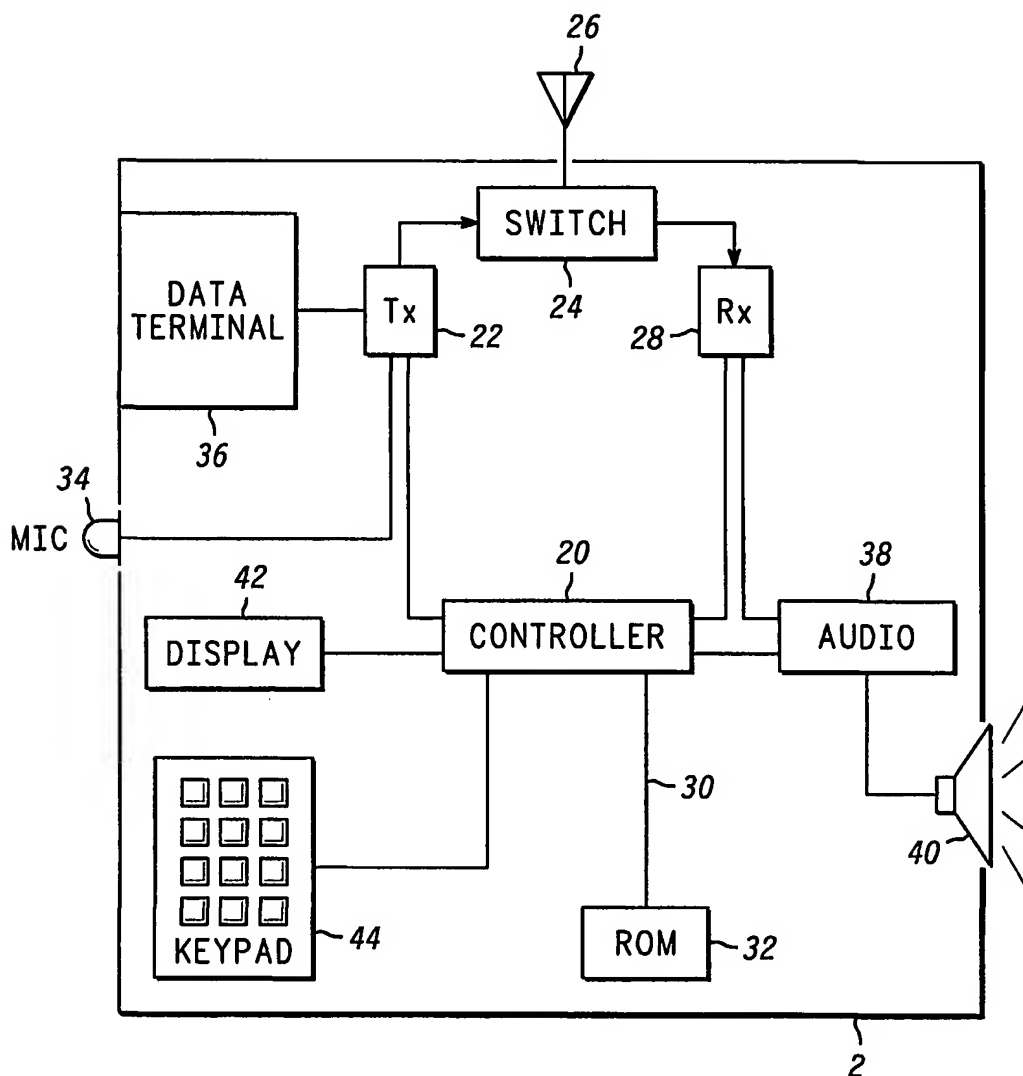 26
SWITCH
24
DATA
TERMINAL
36
Tx
22
Rx
28
34
MIC
42
DISPLAY
20
CONTROLLER
38
AUDIO
30
40
KEYPAD
44
ROM
32
2